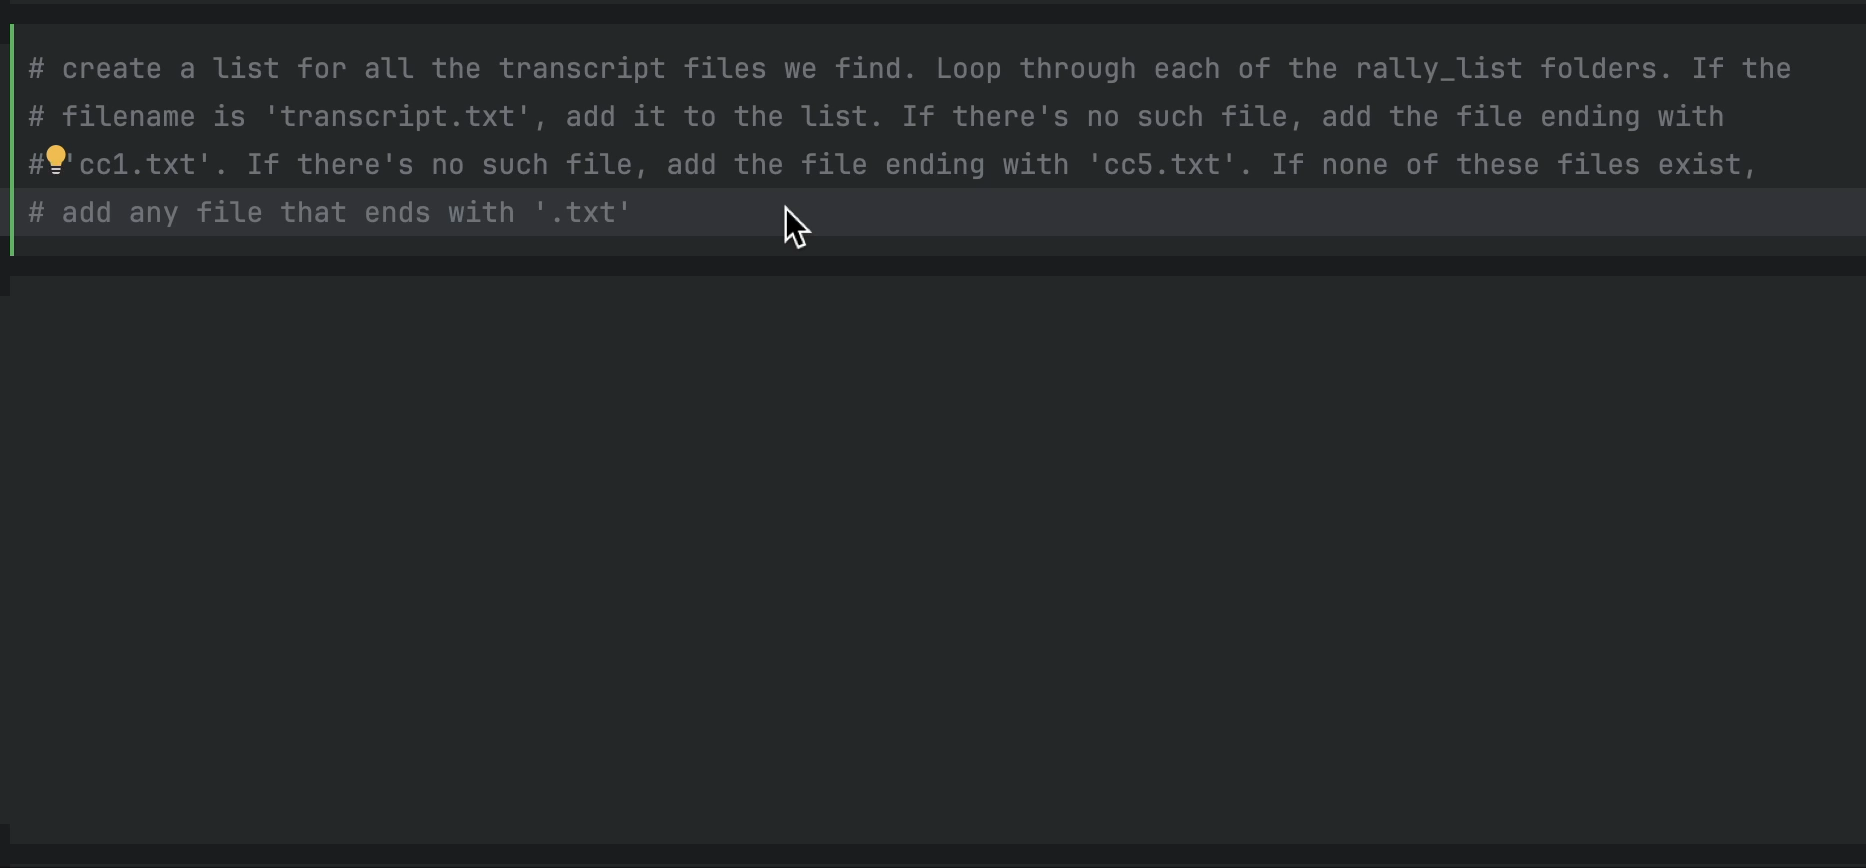 # create a list for all the transcript files we find. Loop through each of the rally_list folders. If the
# filename is 'transcript.txt', add it to the list. If there's no such file, add the file ending with
# 'cc1.txt'. If there's no such file, add the file ending with 'cc5.txt'. If none of these files exist,
# add any file that ends with '.txt'